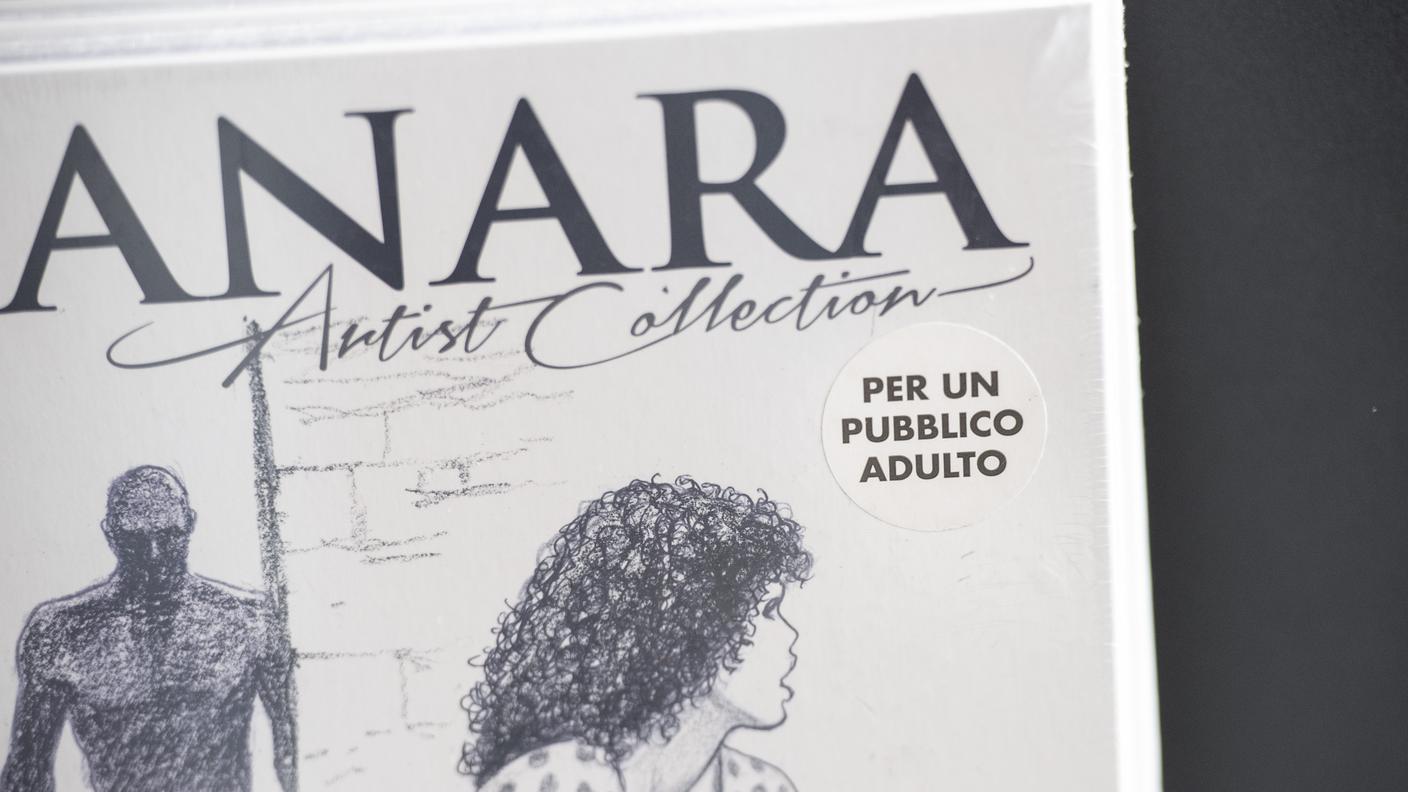 ANARA
Artist Collection
PER UN
PUBBLICO
ADULTO